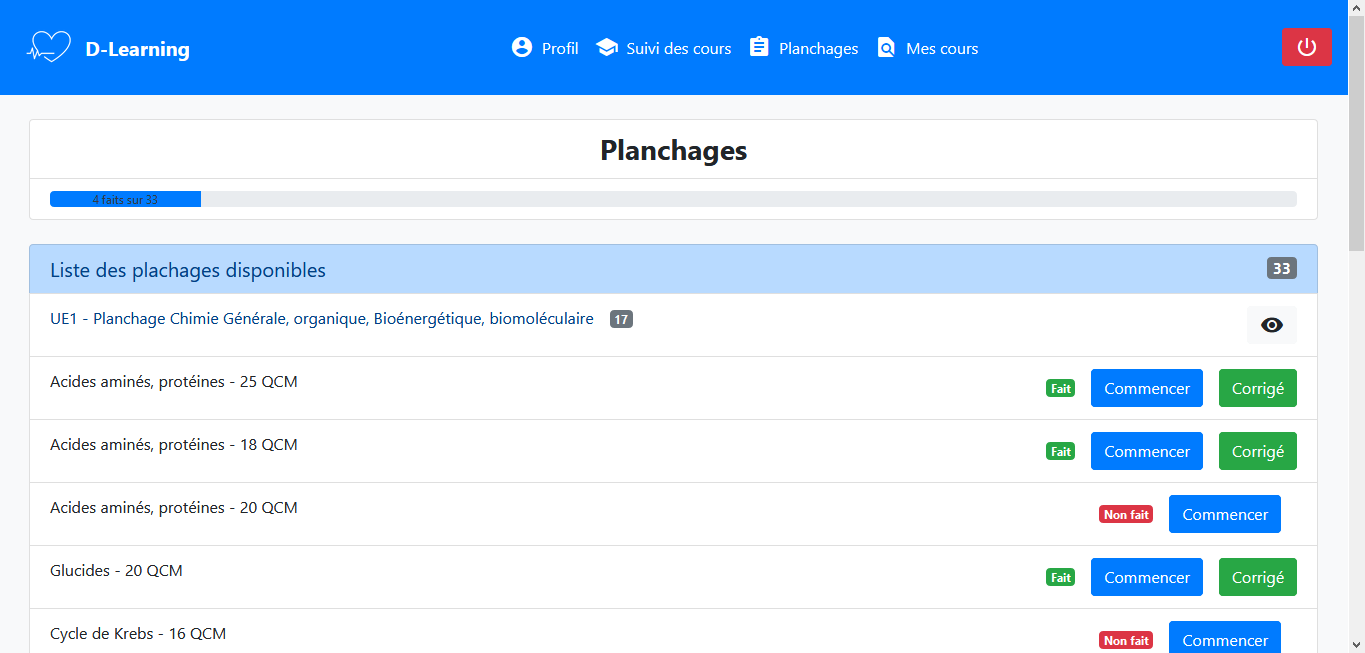 D-Learning
Profil Suivi des cours Planchages Mes cours
Planchages
4 faits sur 33
Liste des plachages disponibles 33
UE1 - Planchage Chimie Générale, organique, Bioénergétique, biomoléculaire 17
Acides aminés, protéines - 25 QCM Fait Commencer Corrigé
Acides aminés, protéines - 18 QCM Fait Commencer Corrigé
Acides aminés, protéines - 20 QCM Non fait Commencer
Glucides - 20 QCM Fait Commencer Corrigé
Cycle de Krebs - 16 QCM Non fait Commencer